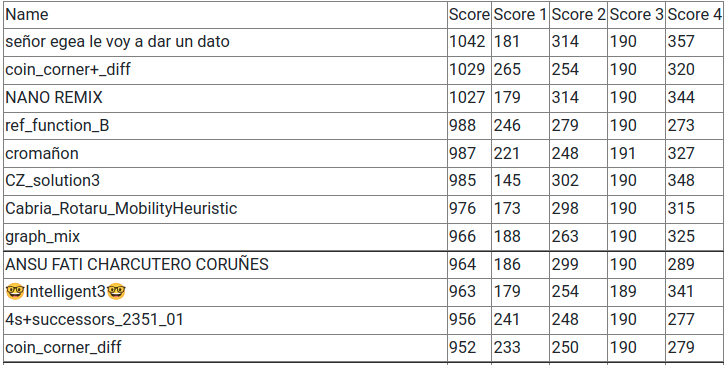 Name Score Score 1 Score 2 Score 3 Score 4
señor egea le voy a dar un dato 1042 181 314 190 357
coin_corner+_diff 1029 265 254 190 320
NANO REMIX 1027 179 314 190 344
ref_function_B 988 246 279 190 273
cromañon 987 221 248 191 327
CZ_solution3 985 145 302 190 348
Cabria_Rotaru_MobilityHeuristic 976 173 298 190 315
graph_mix 966 188 263 190 325
ANSU FATI CHARCUTERO CORUÑES 964 186 299 190 289
🤓Intelligent3🤓 963 179 254 189 341
4s+successors_2351_01 956 241 248 190 277
coin_corner_diff 952 233 250 190 279